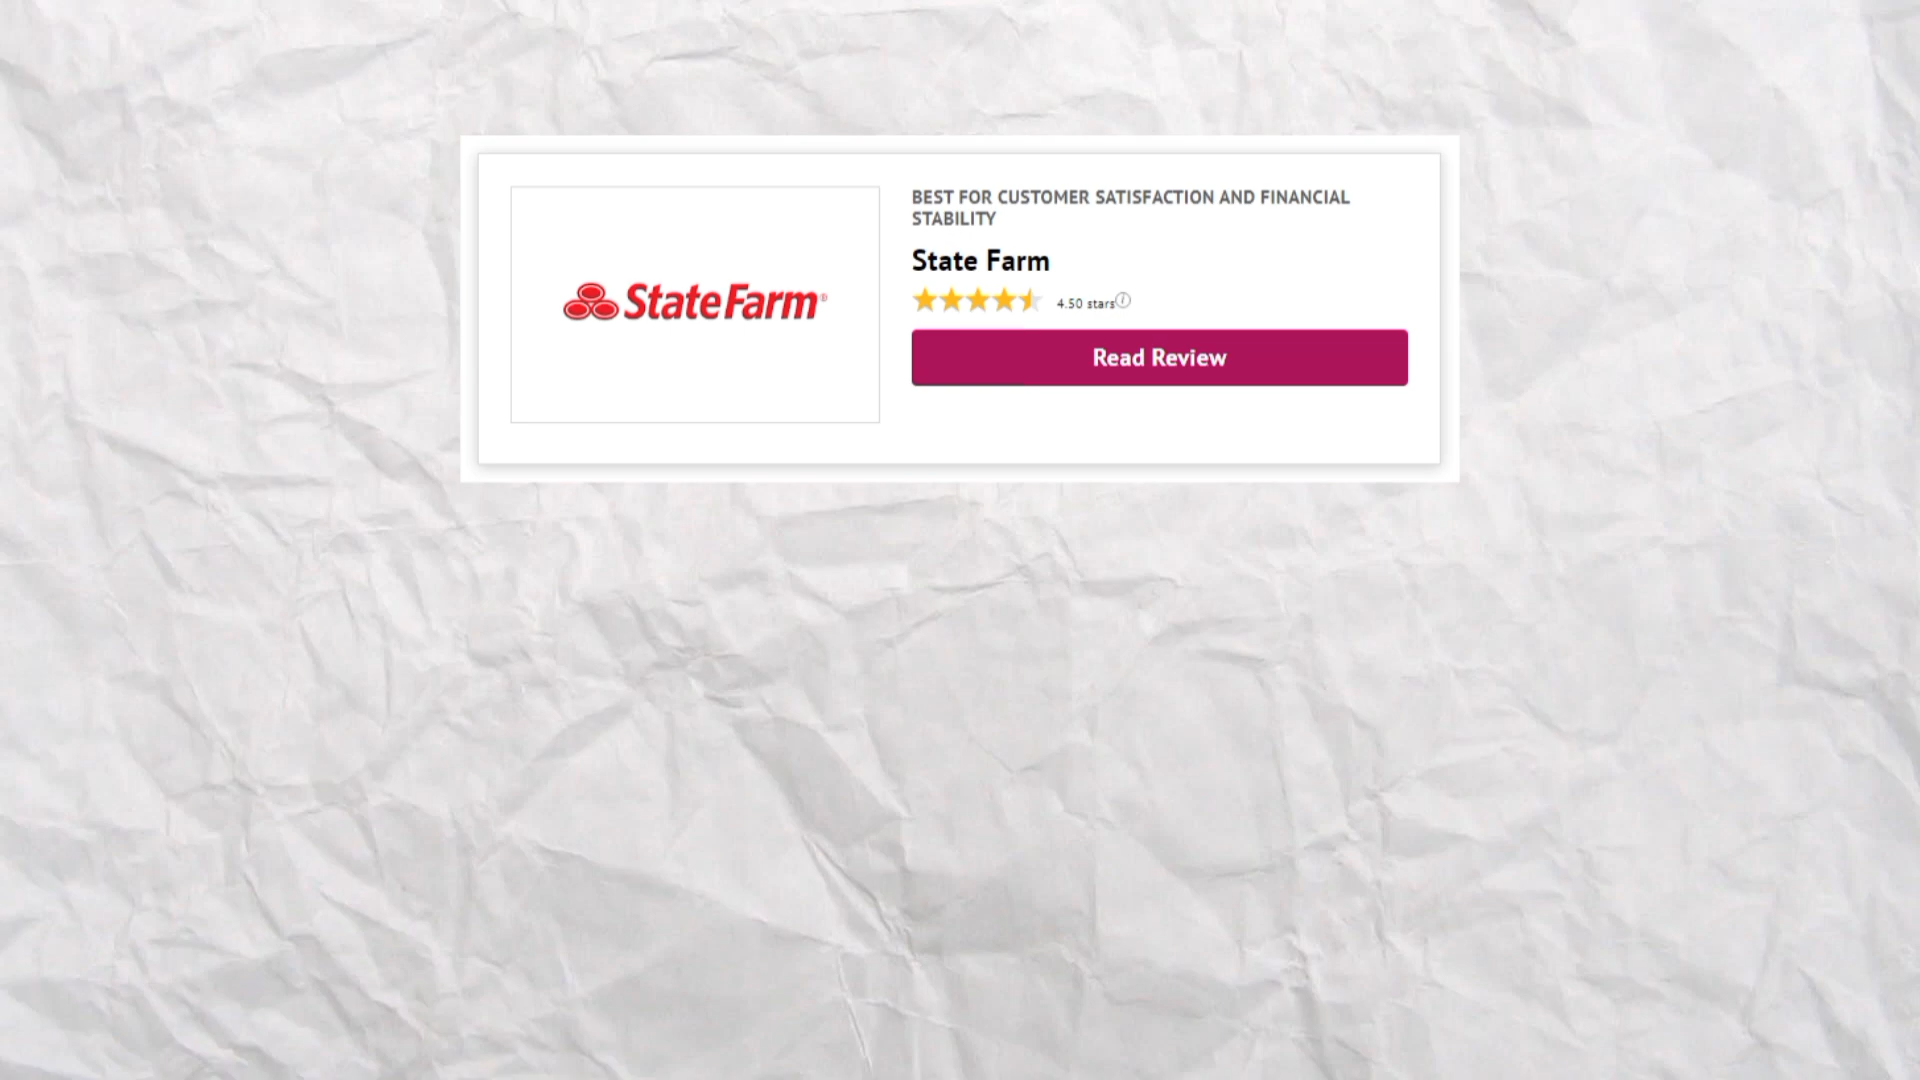 BEST FOR CUSTOMER SATISFACTION AND FINANCIAL
STABILITY
State Farm
StateFarm®
4.50 stars
Read Review